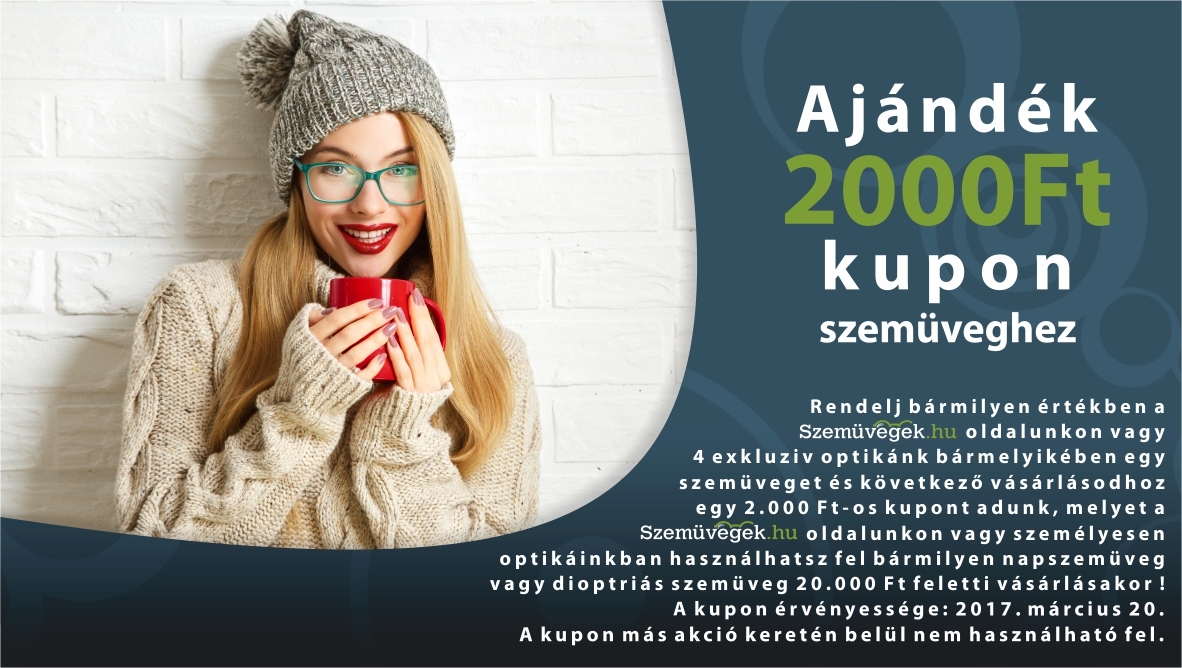 Ajándék
2000Ft
kupon
szemüveghez
Rendelj bármilyen értékben a
Szemüvegek.hu oldalunkon vagy
4 exkluziv optikánk bármelyikében egy
szemüveget és következő vásárlásodhoz
egy 2.000 Ft-os kupont adunk, melyet a
Szemüvegek.hu oldalunkon vagy személyesen
optikáinkban használhatsz fel bármilyen napszemüveg
vagy dioptriás szemüveg 20.000 Ft feletti vásárlásakor !
A kupon érvényessége: 2017. március 20.
A kupon más akció keretén belül nem használható fel.